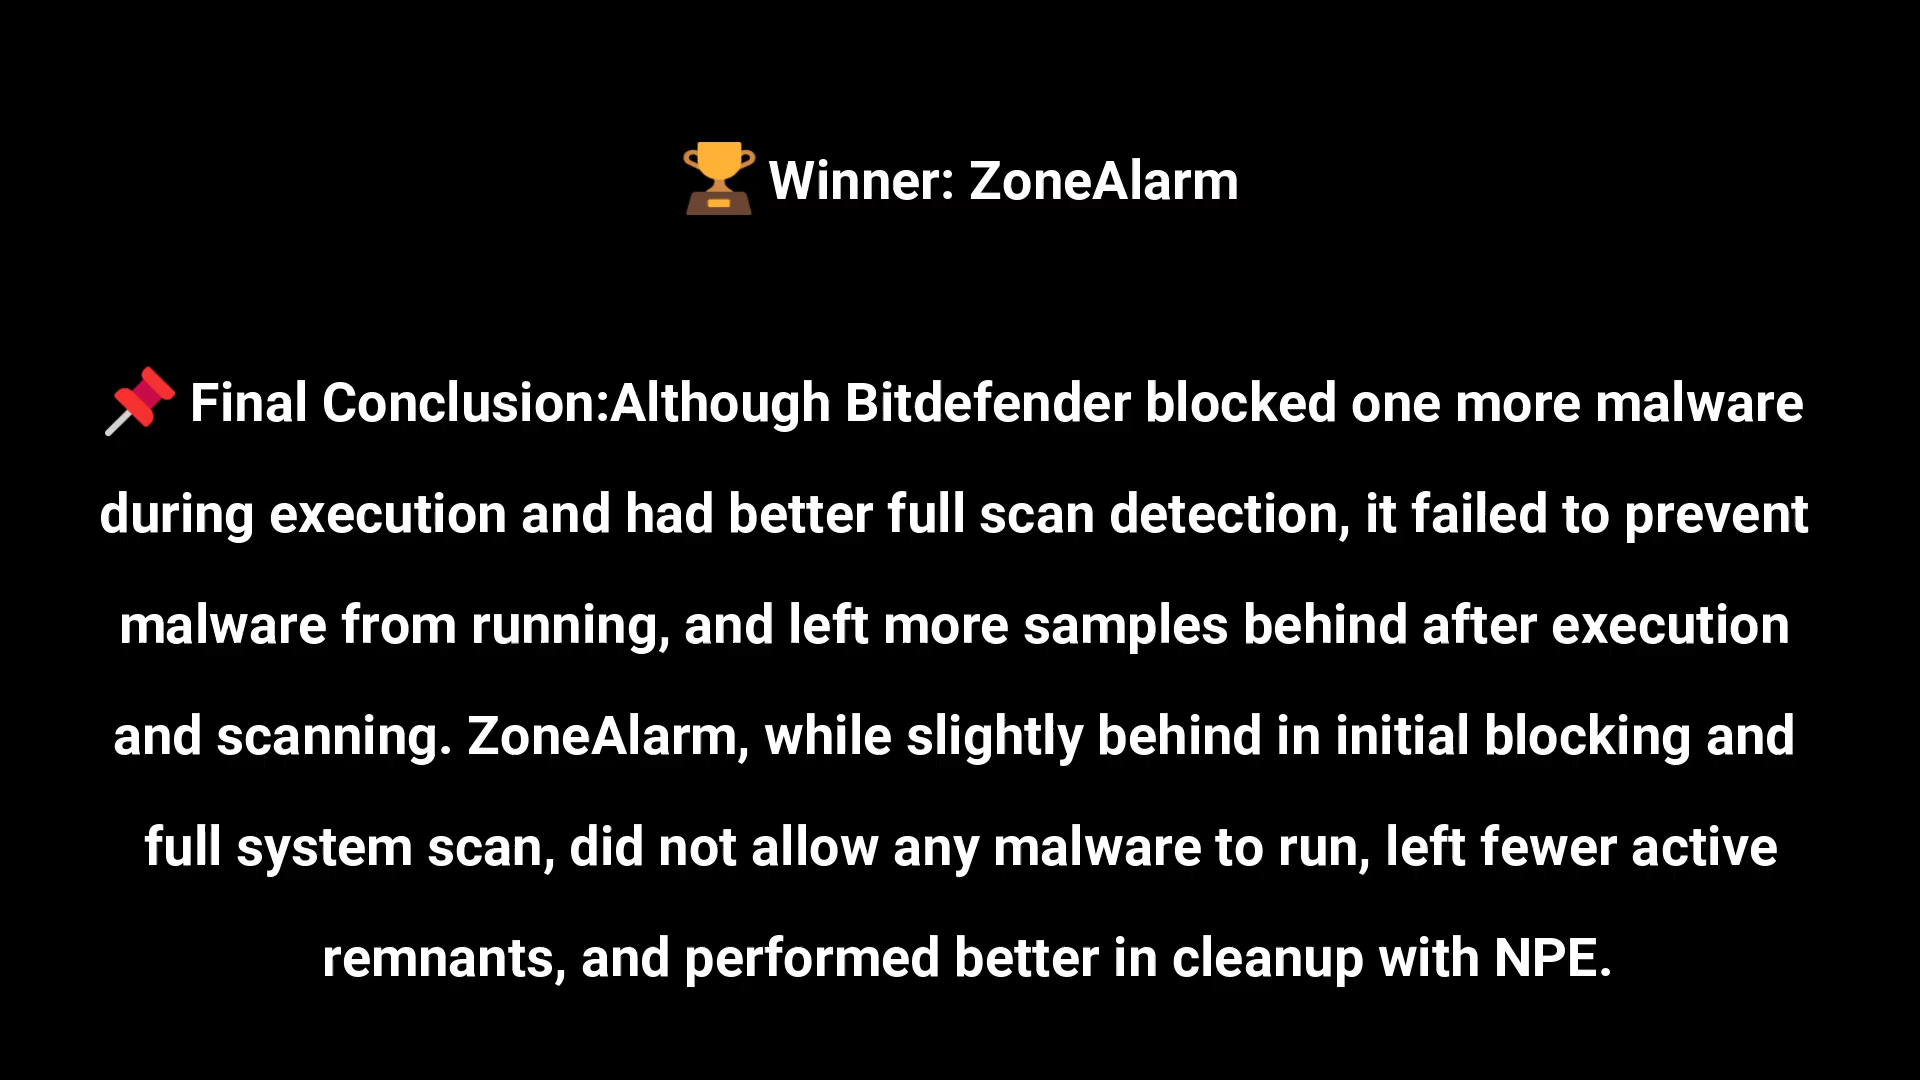 🏆 Winner: ZoneAlarm
📌 Final Conclusion:Although Bitdefender blocked one more malware
during execution and had better full scan detection, it failed to prevent
malware from running, and left more samples behind after execution
and scanning. ZoneAlarm, while slightly behind in initial blocking and
full system scan, did not allow any malware to run, left fewer active
remnants, and performed better in cleanup with NPE.